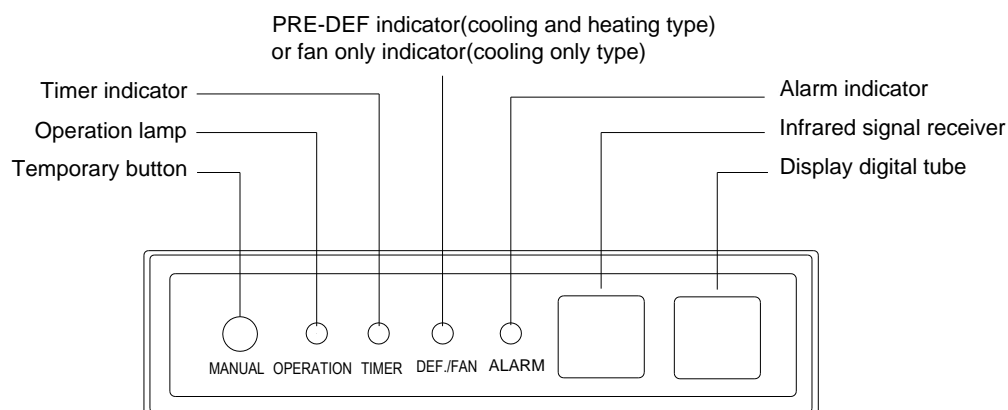 PRE-DEF indicator(cooling and heating type)
or fan only indicator(cooling only type)
Timer indicator
Operation lamp
Temporary button
Alarm indicator
Infrared signal receiver
Display digital tube
MANUAL OPERATION TIMER DEF./FAN ALARM